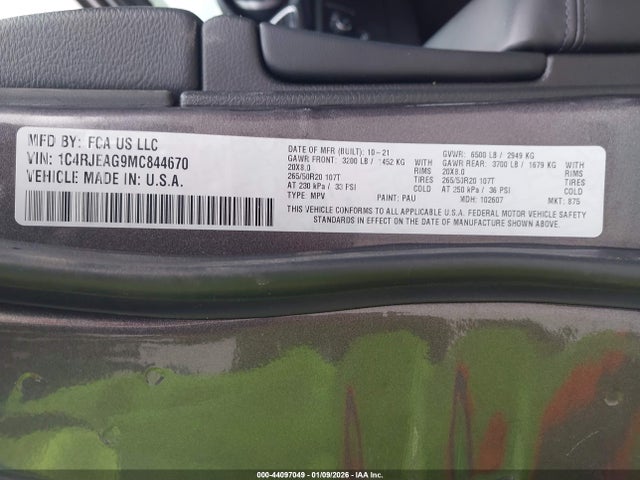 MFD BY: FCA US LLC
VIN: 1C4RJEAG9MC844670
VEHICLE MADE IN: U.S.A.
DATE OF MFR (BUILT): 10-21 GVWR: 6500 LB / 2949 KG
GAWR FRONT: 3200 LB / 1452 KG WITH GAWR REAR: 3700 LB / 1679 KG WITH
20X8.0 RIMS 20X8.0 RIMS
265/50R20 107T TIRES 265/50R20 107T TIRES
AT 230 kPa / 33 PSI COLD AT 250 kPa / 36 PSI COLD
TYPE: MPV PAINT: PAU MDH: 102607 MKT: 875
THIS VEHICLE CONFORMS TO ALL APPLICABLE U.S.A. FEDERAL MOTOR VEHICLE SAFETY
STANDARDS IN EFFECT ON THE DATE OF MANUFACTURE SHOWN ABOVE.
000-44097049 - 01/09/2026 - IAA Inc.